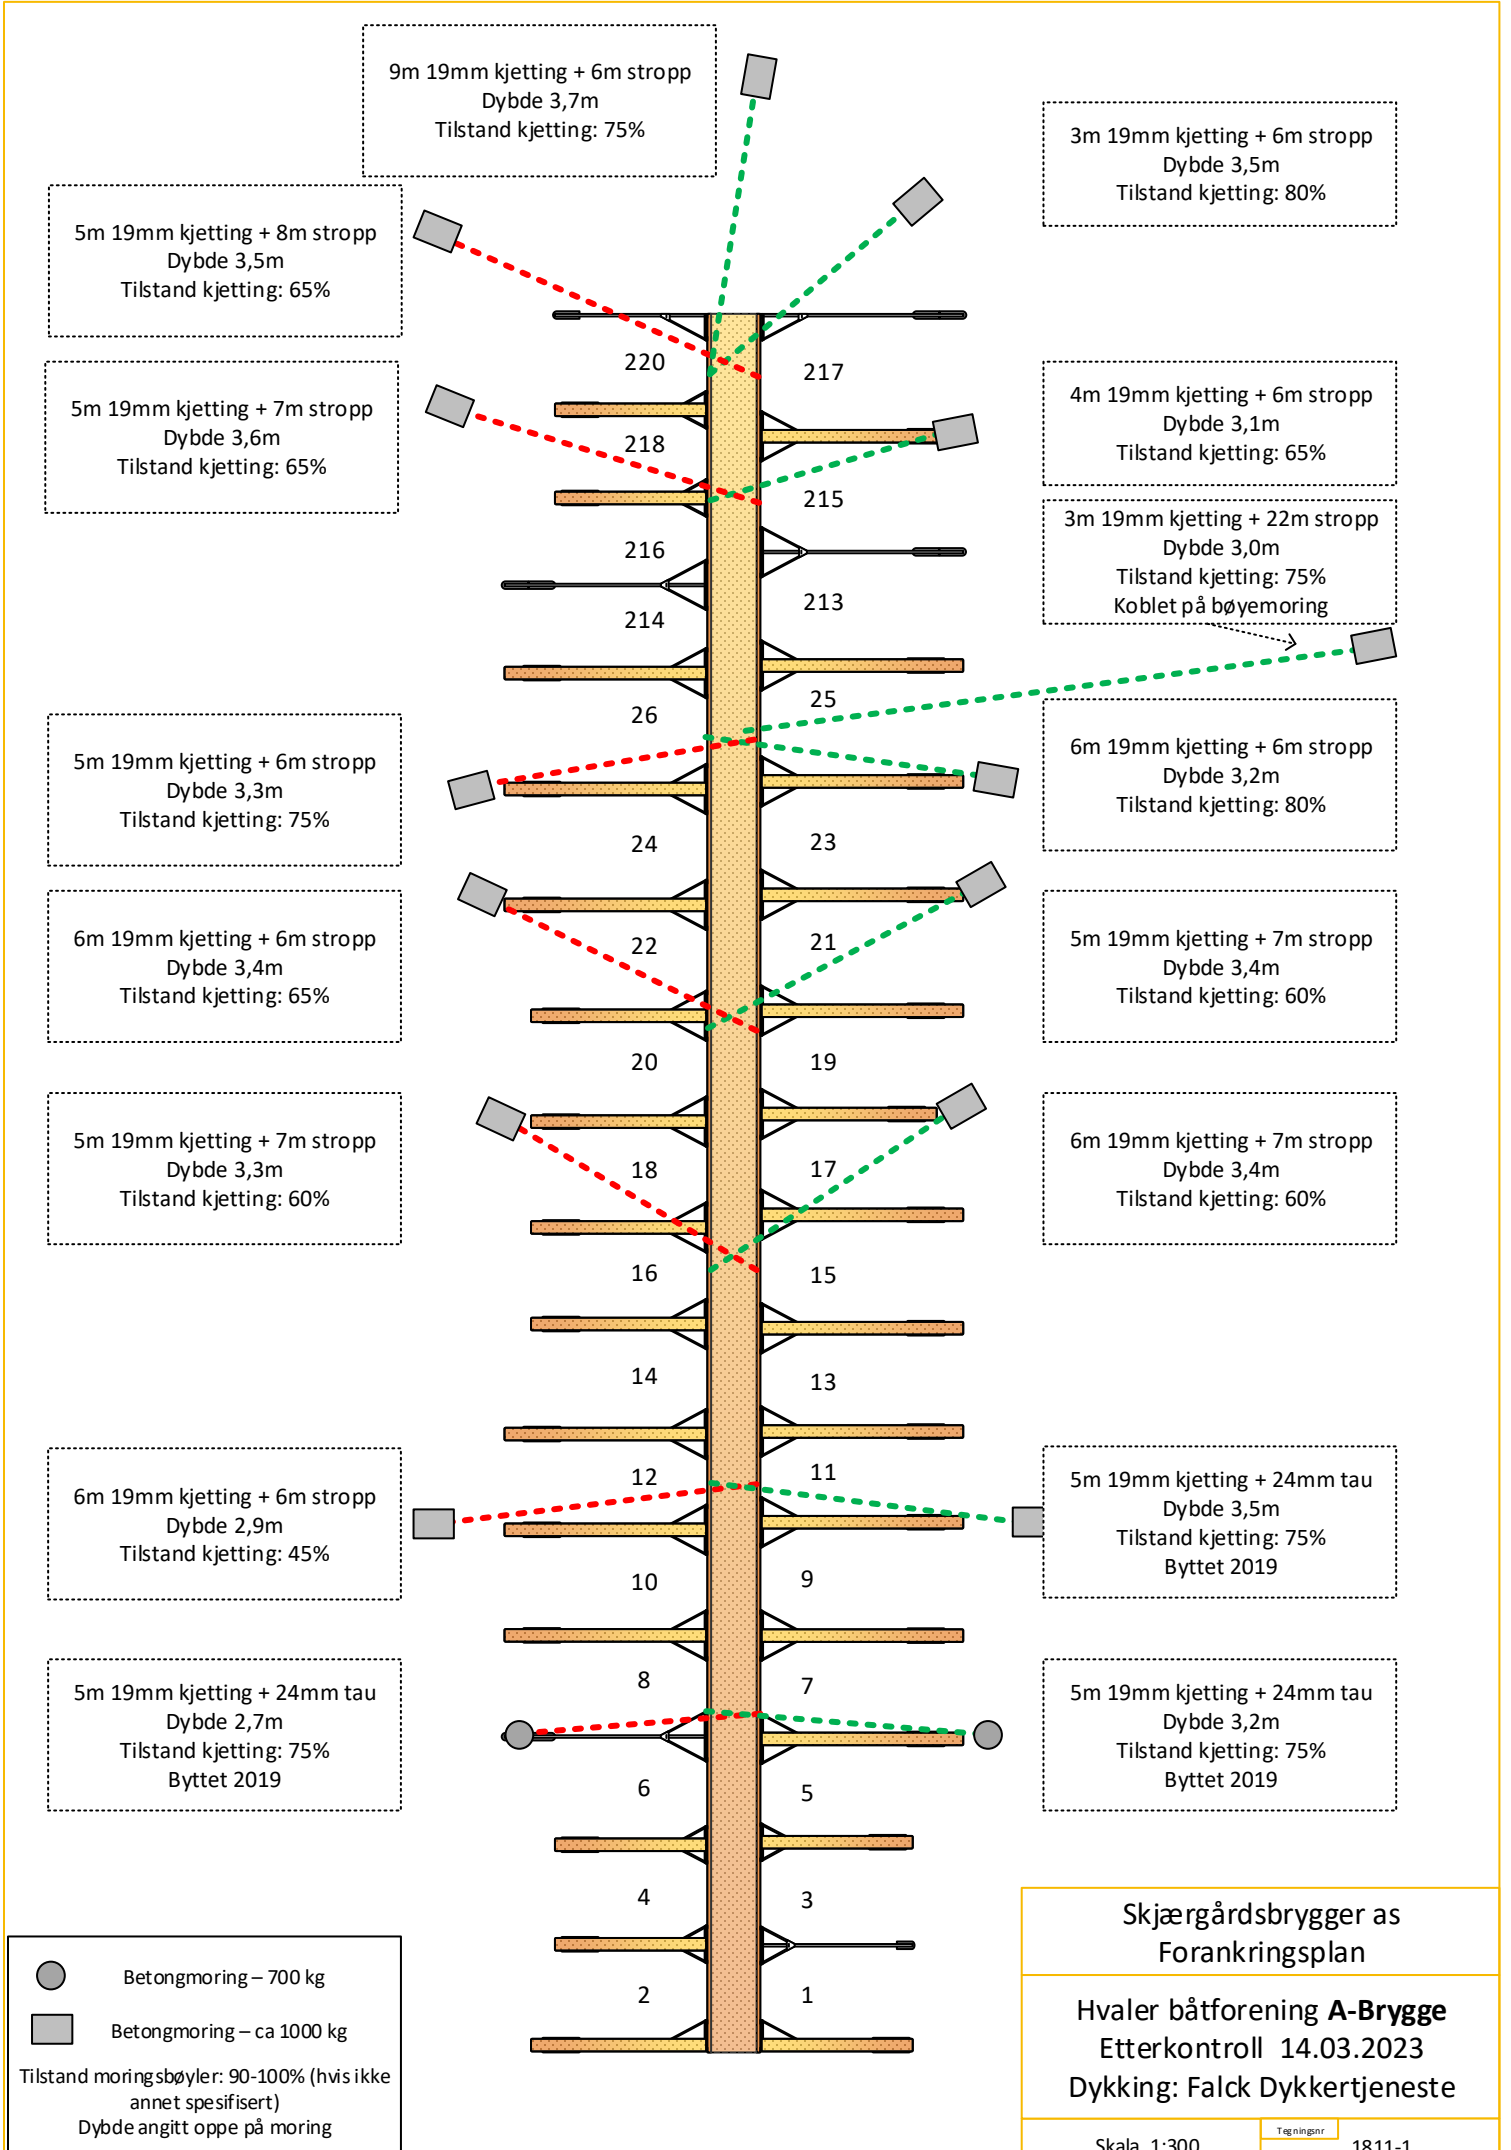 9m 19mm kjetting + 6m stropp
Dybde 3,7m
Tilstand kjetting: 75%
3m 19mm kjetting + 6m stropp
Dybde 3,5m
Tilstand kjetting: 80%
5m 19mm kjetting + 8m stropp
Dybde 3,5m
Tilstand kjetting: 65%
220
217
5m 19mm kjetting + 7m stropp
Dybde 3,6m
Tilstand kjetting: 65%
4m 19mm kjetting + 6m stropp
Dybde 3,1m
Tilstand kjetting: 65%
218
215
3m 19mm kjetting + 22m stropp
Dybde 3,0m
Tilstand kjetting: 75%
Koblet på bøyemoring
216
213
214
25
26
5m 19mm kjetting + 6m stropp
Dybde 3,3m
Tilstand kjetting: 75%
6m 19mm kjetting + 6m stropp
Dybde 3,2m
Tilstand kjetting: 80%
24
23
6m 19mm kjetting + 6m stropp
Dybde 3,4m
Tilstand kjetting: 65%
22
21
5m 19mm kjetting + 7m stropp
Dybde 3,4m
Tilstand kjetting: 60%
20
19
5m 19mm kjetting + 7m stropp
Dybde 3,3m
Tilstand kjetting: 60%
18
17
6m 19mm kjetting + 7m stropp
Dybde 3,4m
Tilstand kjetting: 60%
16
15
14
13
12
11
6m 19mm kjetting + 6m stropp
Dybde 2,9m
Tilstand kjetting: 45%
5m 19mm kjetting + 24mm tau
Dybde 3,5m
Tilstand kjetting: 75%
Byttet 2019
10
9
8
7
5m 19mm kjetting + 24mm tau
Dybde 2,7m
Tilstand kjetting: 75%
Byttet 2019
5m 19mm kjetting + 24mm tau
Dybde 3,2m
Tilstand kjetting: 75%
Byttet 2019
6
5
4
3
2
1
Betongmoring – 700 kg
Betongmoring – ca 1000 kg
Tilstand moringsbøyler: 90-100% (hvis ikke
annet spesifisert)
Dybde angitt oppe på moring
Skjærgårdsbrygger as
Forankringsplan
Hvaler båtforening A-Brygge
Etterkontroll 14.03.2023
Dykking: Falck Dykkertjeneste
Skala 1:300
Tegningsnr
1811-1